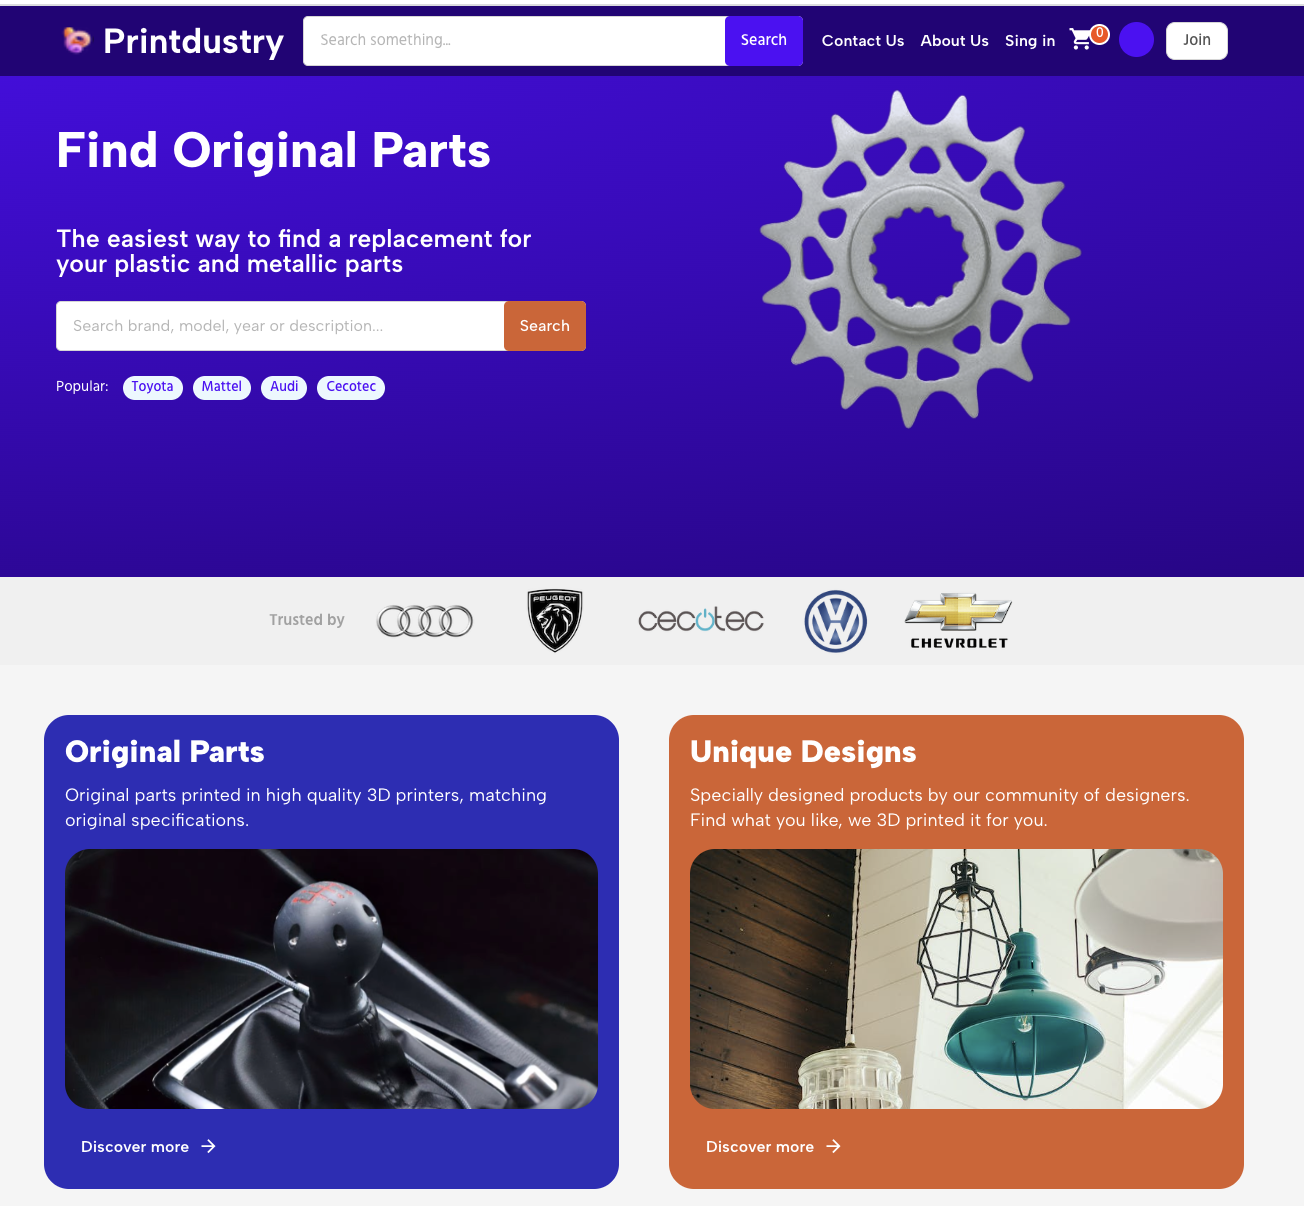 Printdustry
Search something...
Search
Contact Us
About Us
Sing in
0
Join
Find Original Parts
The easiest way to find a replacement for
your plastic and metallic parts
Search brand, model, year or description...
Search
Popular:
Toyota
Mattel
Audi
Cecotec
Trusted by
PEUGEOT
cecotec
CHEVROLET
Original Parts
Original parts printed in high quality 3D printers, matching
original specifications.
Discover more
Unique Designs
Specially designed products by our community of designers.
Find what you like, we 3D printed it for you.
Discover more